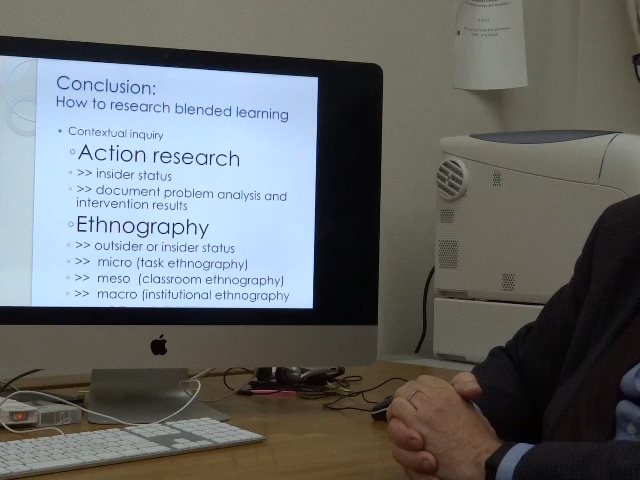 Conclusion:
How to research blended learning
• Contextual inquiry
◦Action research
◦ >> insider status
◦ >> document problem analysis and
intervention results
◦Ethnography
◦ >> outsider or insider status
◦ >> micro (task ethnography)
◦ >> meso (classroom ethnography)
◦ >> macro (institutional ethnography